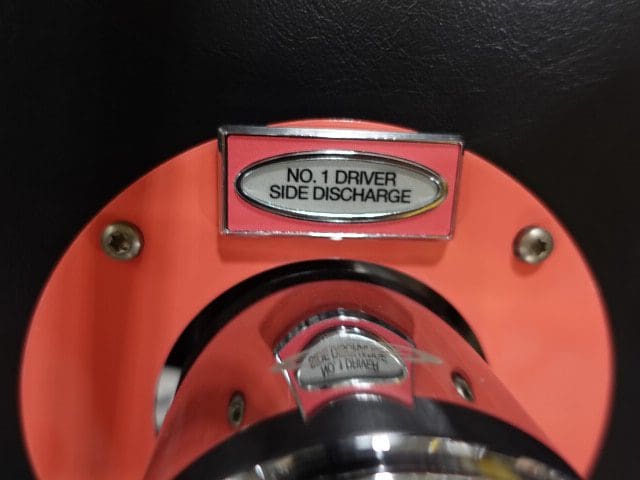 NO. 1 DRIVER
SIDE DISCHARGE